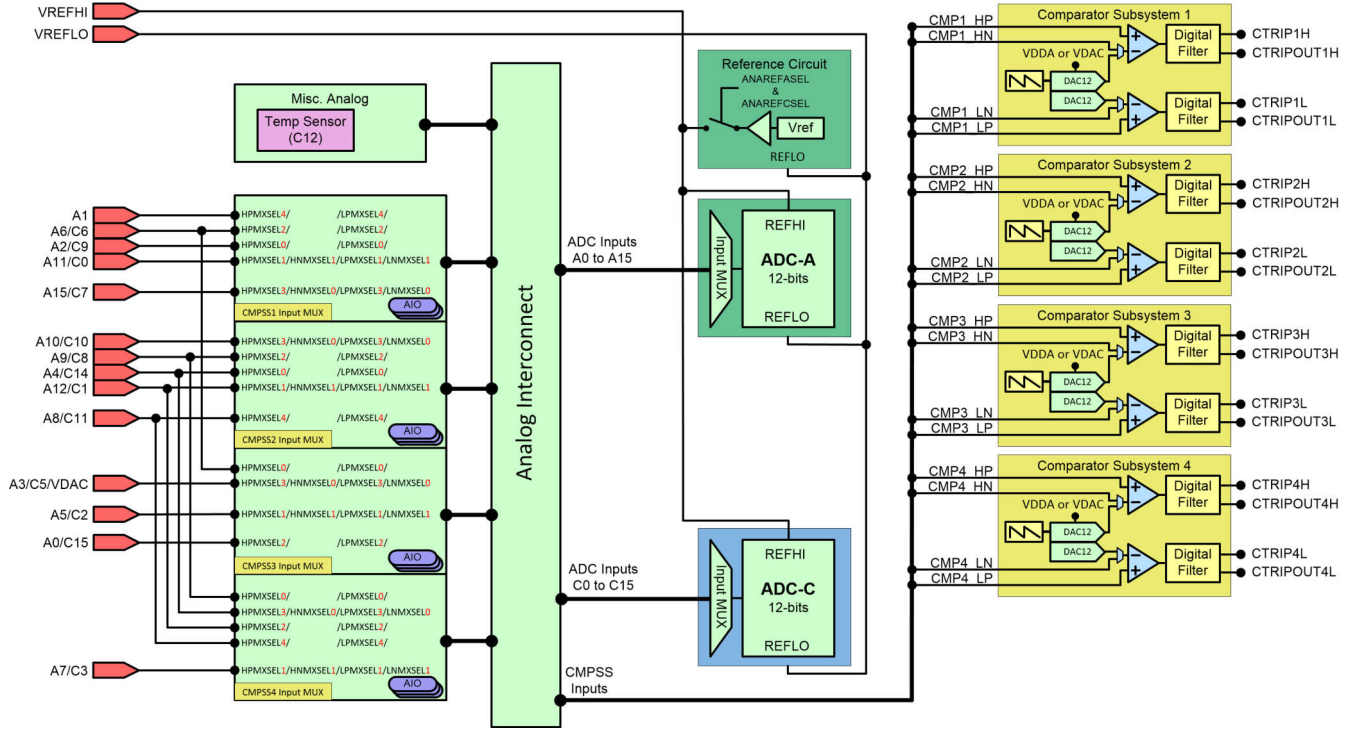 VREFHI
VREFLO
Misc. Analog
Temp Sensor
(C12)
A1
A6/C6
A2/C9
A11/C0
A15/C7
HPMXSEL4/ /LPMXSEL4/
HPMXSEL2/ /LPMXSEL2/
HPMXSEL0/ /LPMXSEL0/
HPMXSEL1/HNMXSEL1/LPMXSEL1/LNMXSEL1
HPMXSEL3/HNMXSEL0/LPMXSEL3/LNMXSEL0
CMPSS1 Input MUX
AIO
A10/C10
A9/C8
A4/C14
A12/C1
A8/C11
HPMXSEL3/HNMXSEL0/LPMXSEL3/LNMXSEL0
HPMXSEL2/ /LPMXSEL2/
HPMXSEL0/ /LPMXSEL0/
HPMXSEL1/HNMXSEL1/LPMXSEL1/LNMXSEL1
HPMXSEL4/ /LPMXSEL4/
CMPSS2 Input MUX
AIO
A3/C5/VDAC
A5/C2
A0/C15
HPMXSEL0/ /LPMXSEL0/
HPMXSEL3/HNMXSEL0/LPMXSEL3/LNMXSEL0
HPMXSEL1/HNMXSEL1/LPMXSEL1/LNMXSEL1
HPMXSEL2/ /LPMXSEL2/
CMPSS3 Input MUX
AIO
A7/C3
HPMXSEL0/ /LPMXSEL0/
HPMXSEL3/HNMXSEL0/LPMXSEL3/LNMXSEL0
HPMXSEL2/ /LPMXSEL2/
HPMXSEL4/ /LPMXSEL4/
HPMXSEL1/HNMXSEL1/LPMXSEL1/LNMXSEL1
CMPSS4 Input MUX
AIO
Analog Interconnect
ADC Inputs
A0 to A15
ADC Inputs
C0 to C15
CMPSS
Inputs
Reference Circuit
ANAREFASEL
&
ANAREFCSEL
Vref
REFLO
Input MUX
REFHI
ADC-A
12-bits
REFLO
Input MUX
REFHI
ADC-C
12-bits
REFLO
CMP1_HP
CMP1_HN
CMP1_LN
CMP1_LP
Comparator Subsystem 1
VDDA or VDAC
DAC12
DAC12
Digital
Filter
Digital
Filter
CTRIP1H
CTRIPOUT1H
CTRIP1L
CTRIPOUT1L
CMP2_HP
CMP2_HN
CMP2_LN
CMP2_LP
Comparator Subsystem 2
VDDA or VDAC
DAC12
DAC12
Digital
Filter
Digital
Filter
CTRIP2H
CTRIPOUT2H
CTRIP2L
CTRIPOUT2L
CMP3_HP
CMP3_HN
CMP3_LN
CMP3_LP
Comparator Subsystem 3
VDDA or VDAC
DAC12
DAC12
Digital
Filter
Digital
Filter
CTRIP3H
CTRIPOUT3H
CTRIP3L
CTRIPOUT3L
CMP4_HP
CMP4_HN
CMP4_LN
CMP4_LP
Comparator Subsystem 4
VDDA or VDAC
DAC12
DAC12
Digital
Filter
Digital
Filter
CTRIP4H
CTRIPOUT4H
CTRIP4L
CTRIPOUT4L